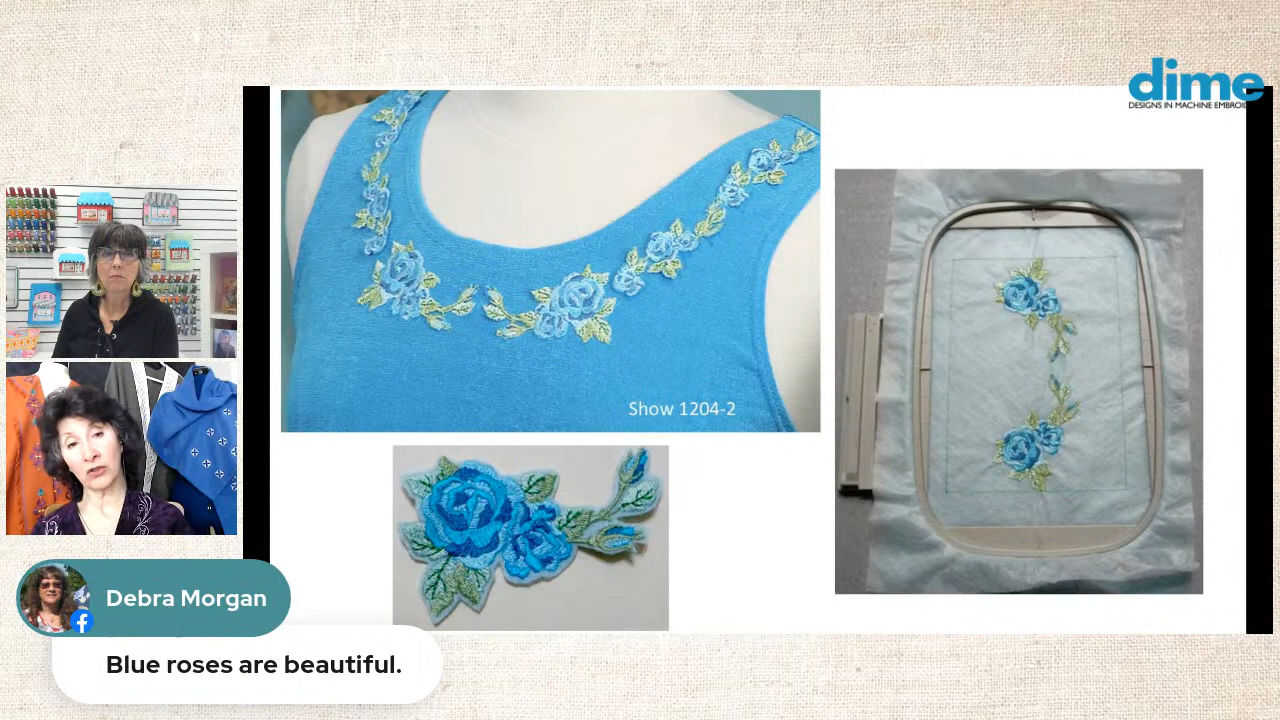 dime
DESIGNS IN MACHINE EMBROI
Show 1204-2
Debra Morgan
Blue roses are beautiful.